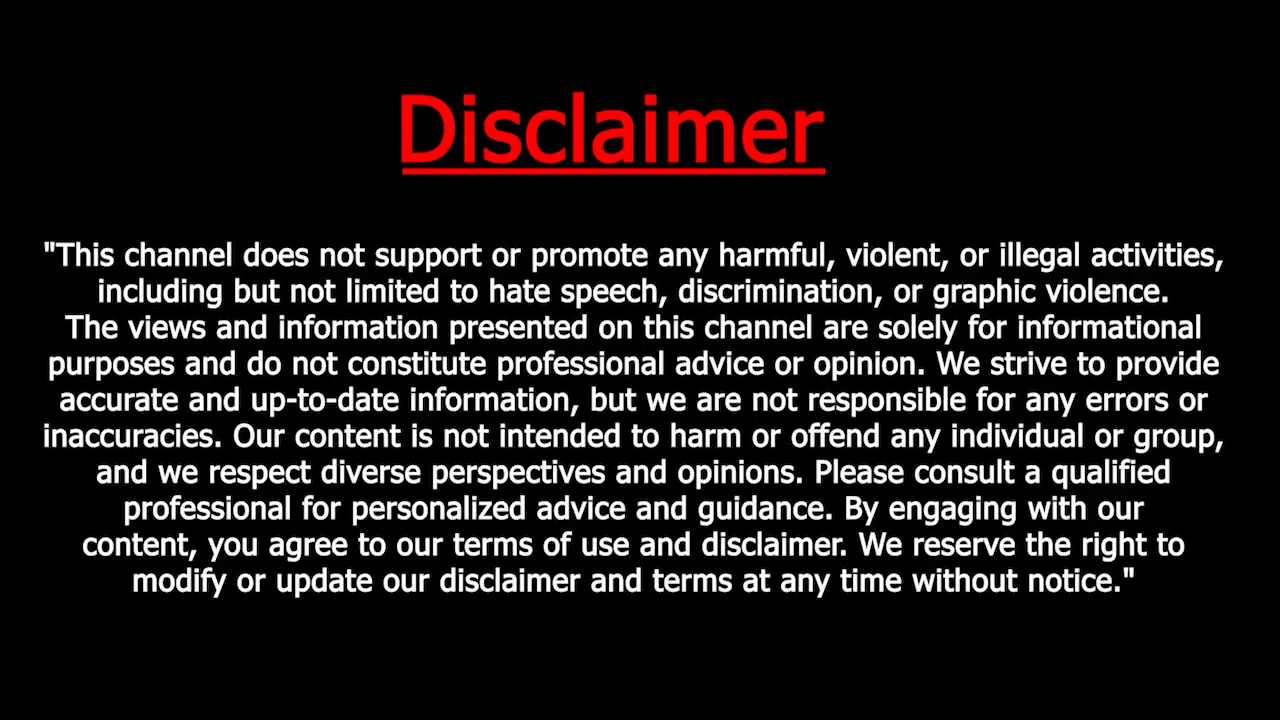 Disclaimer
"This channel does not support or promote any harmful, violent, or illegal activities,
including but not limited to hate speech, discrimination, or graphic violence.
The views and information presented on this channel are solely for informational
purposes and do not constitute professional advice or opinion. We strive to provide
accurate and up-to-date information, but we are not responsible for any errors or
inaccuracies. Our content is not intended to harm or offend any individual or group,
and we respect diverse perspectives and opinions. Please consult a qualified
professional for personalized advice and guidance. By engaging with our
content, you agree to our terms of use and disclaimer. We reserve the right to
modify or update our disclaimer and terms at any time without notice."